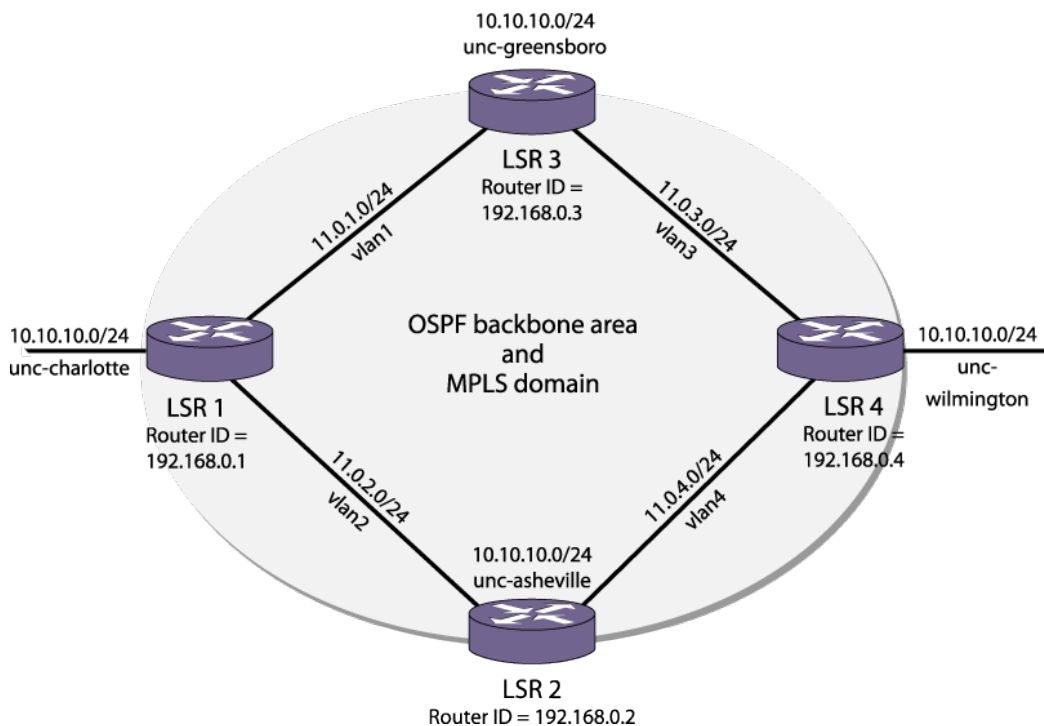 10.10.10.0/24
unc-greensboro
LSR 3
Router ID =
192.168.0.3
11.0.1.0/24
vlan1
11.0.3.0/24
vlan3
10.10.10.0/24
unc-charlotte
LSR 1
Router ID =
192.168.0.1
OSPF backbone area
and
MPLS domain
10.10.10.0/24
unc-
wilmington
LSR 4
Router ID =
192.168.0.4
11.0.2.0/24
vlan2
11.0.4.0/24
vlan4
10.10.10.0/24
unc-asheville
LSR 2
Router ID = 192.168.0.2